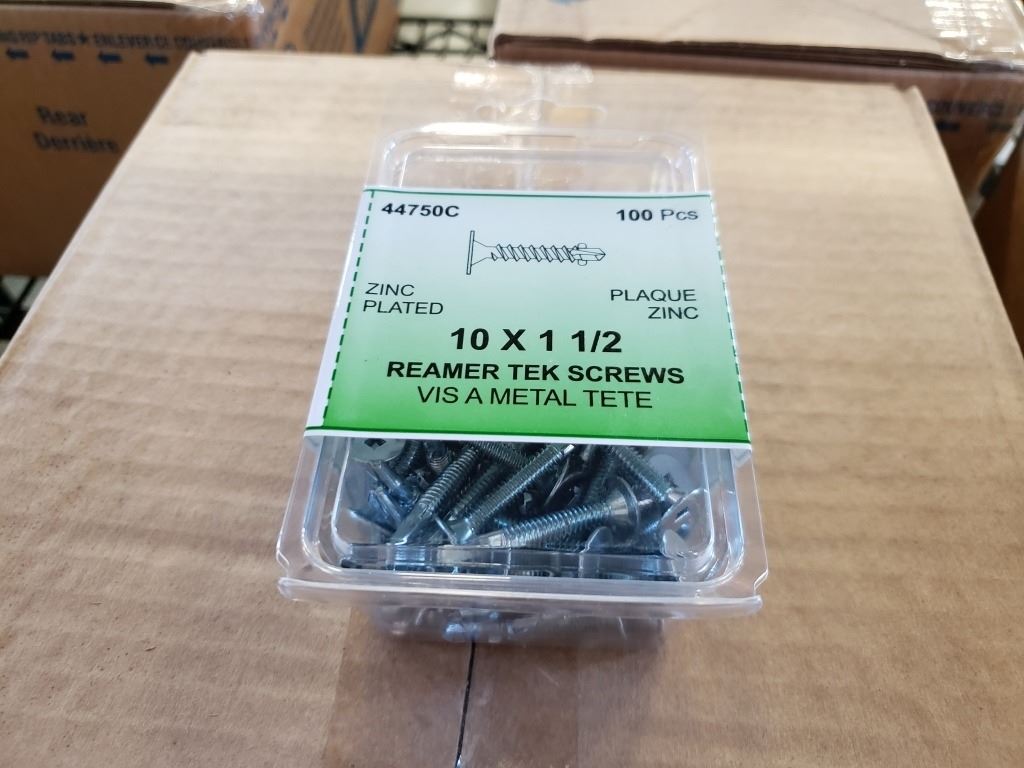 ENLEVER
Rear
Derrière
44750C
100 Pcs
ZINC
PLATED
PLAQUE
ZINC
10 X 1 1/2
REAMER TEK SCREWS
VIS A METAL TETE